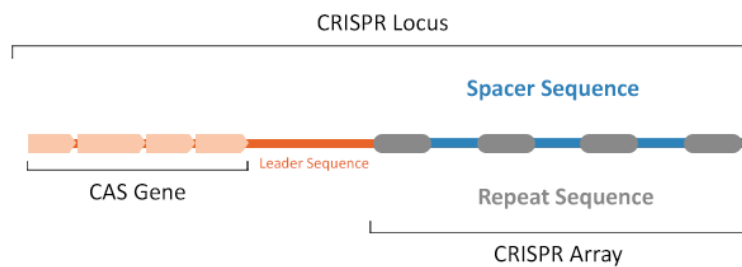 CRISPR Locus
Spacer Sequence
Leader Sequence
CAS Gene
Repeat Sequence
CRISPR Array